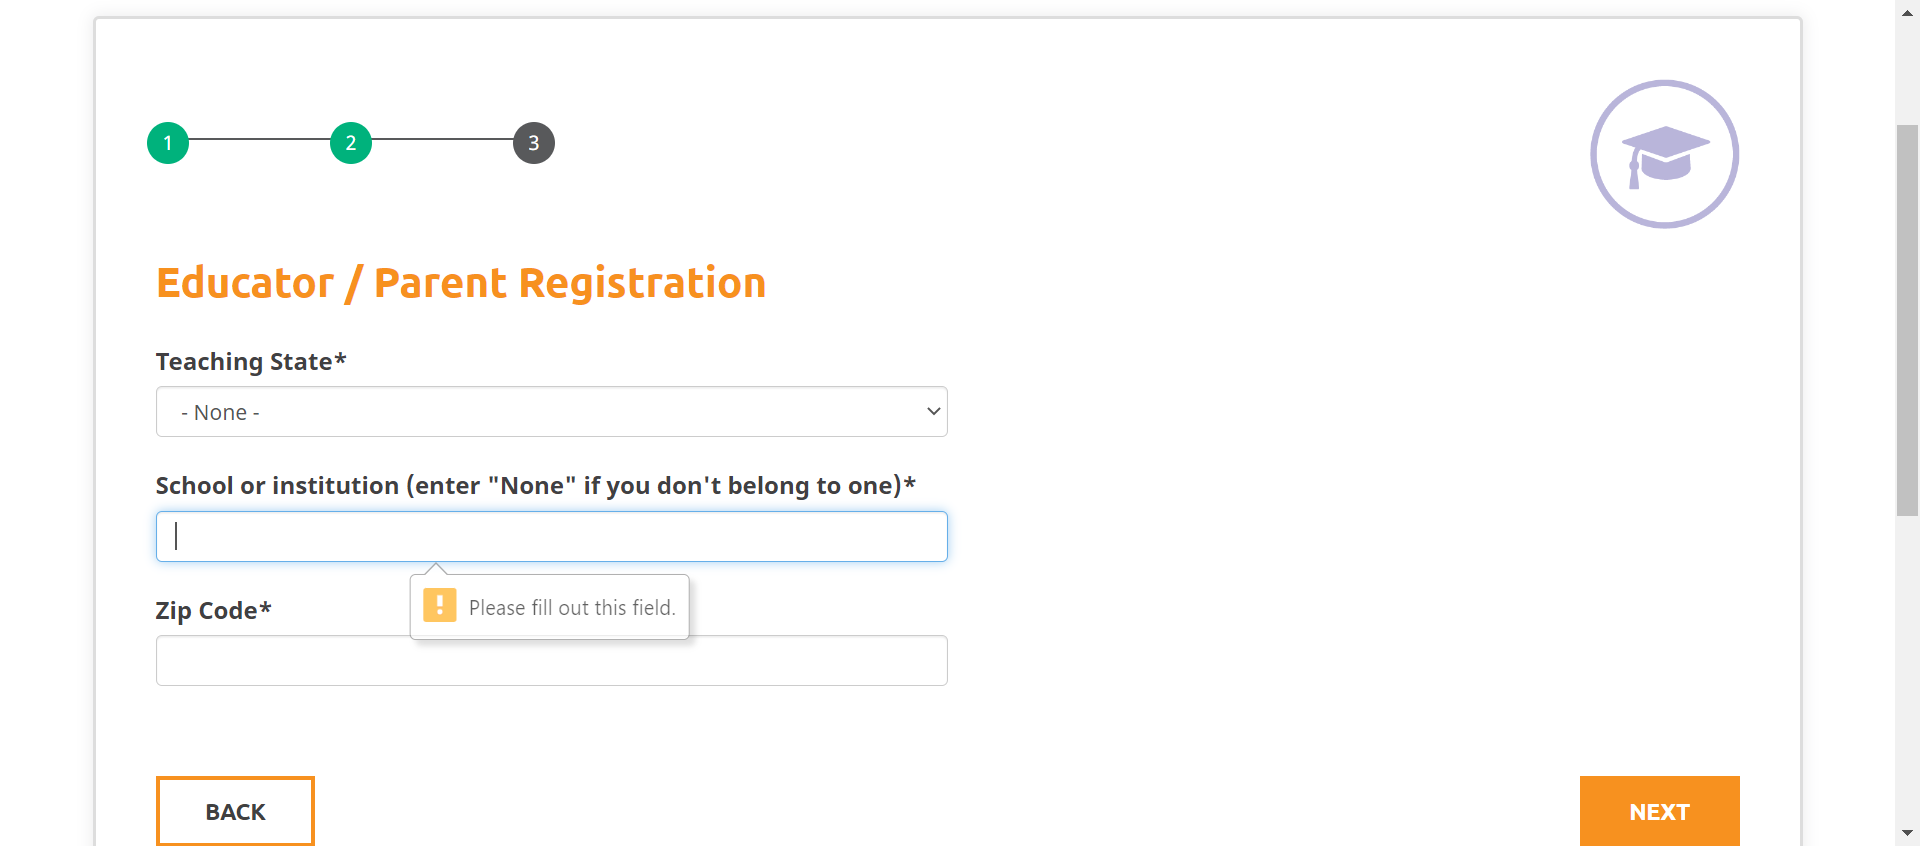 1 2 3
Educator / Parent Registration
Teaching State*
- None -
School or institution (enter "None" if you don't belong to one)*
Please fill out this field.
Zip Code*
BACK
NEXT